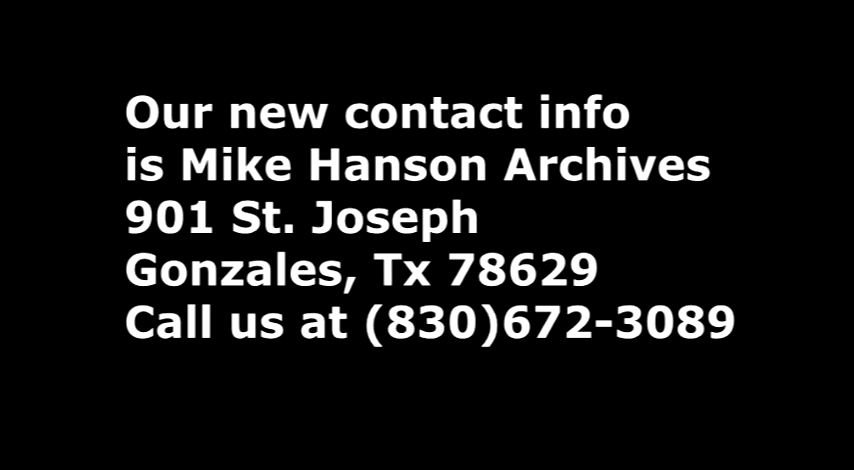 Our new contact info
is Mike Hanson Archives
901 St. Joseph
Gonzales, Tx 78629
Call us at (830)672-3089